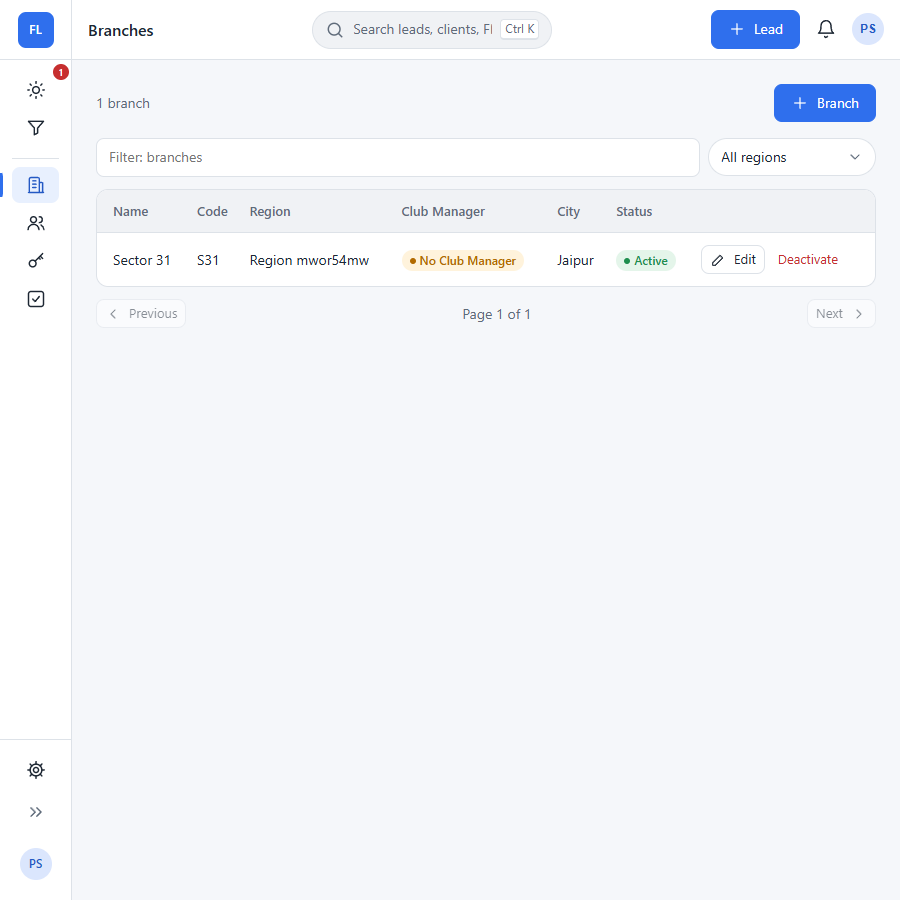 FL
Branches
Search leads, clients, Fl
Ctrl K
Lead
PS
1
1 branch
Branch
Filter: branches
All regions
Name Code Region Club Manager City Status
Sector 31 S31 Region mwor54mw No Club Manager Jaipur Active Edit Deactivate
Previous
Page 1 of 1
Next
PS